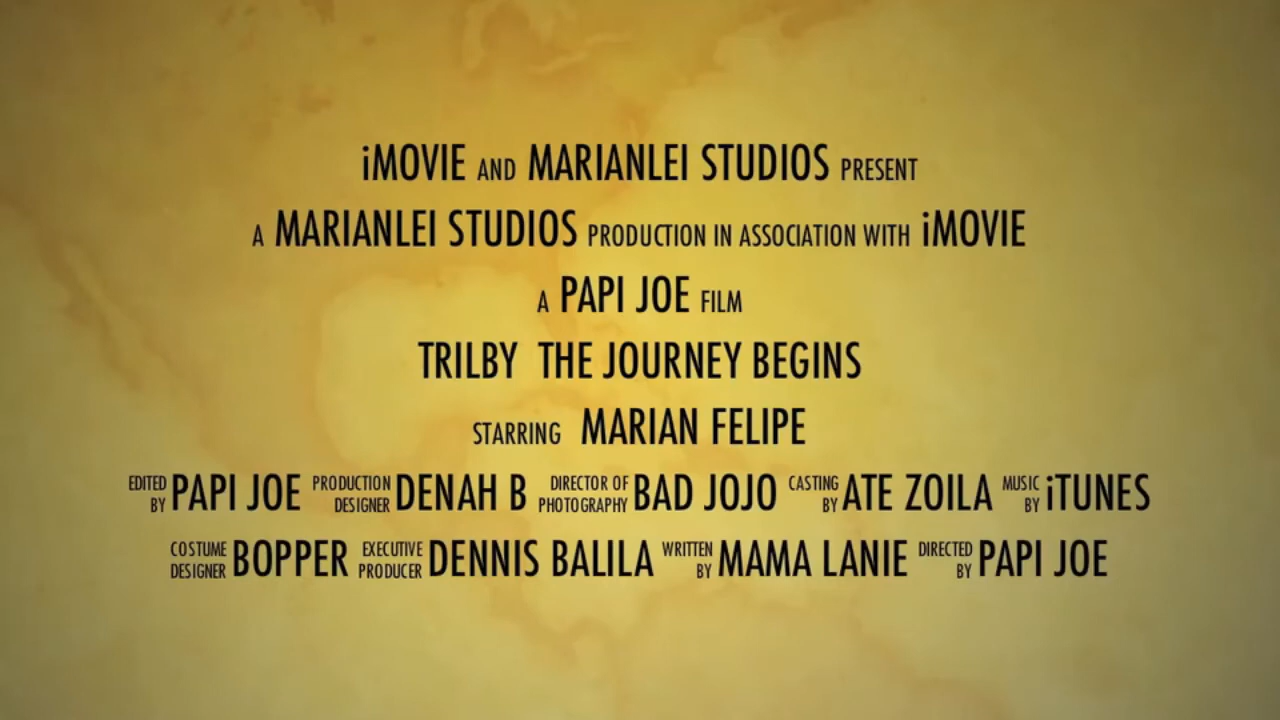 iMOVIE AND MARIANLEI STUDIOS PRESENT
A MARIANLEI STUDIOS PRODUCTION IN ASSOCIATION WITH iMOVIE
A PAPI JOE FILM
TRILBY THE JOURNEY BEGINS
STARRING MARIAN FELIPE
EDITED BY PAPI JOE PRODUCTION DESIGNER DENAH B DIRECTOR OF PHOTOGRAPHY BAD JOJO CASTING BY ATE ZOILA MUSIC BY iTUNES
COSTUME DESIGNER BOPPER EXECUTIVE PRODUCER DENNIS BALILA WRITTEN BY MAMA LANIE DIRECTED BY PAPI JOE